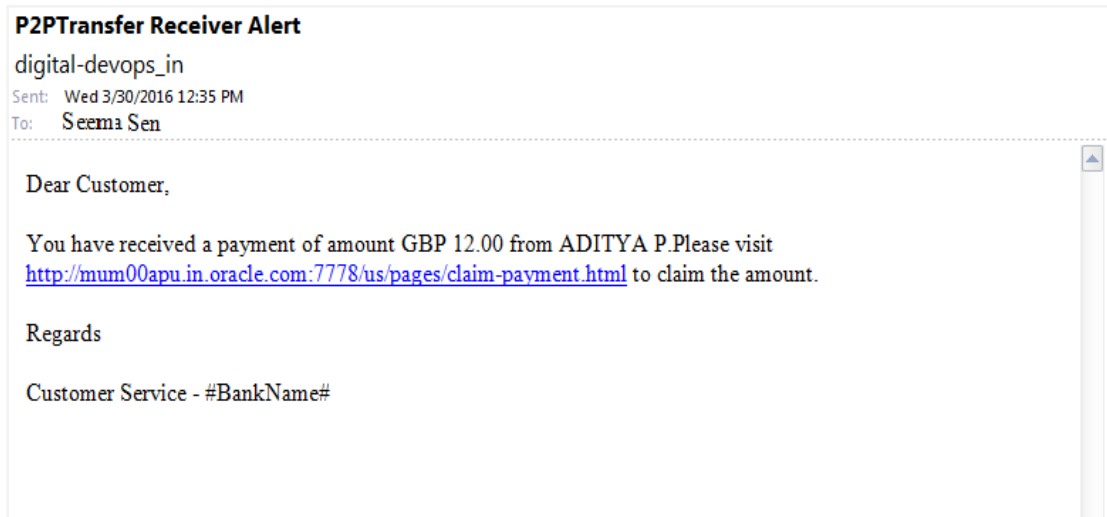 P2PTransfer Receiver Alert
digital-devops_in
Sent: Wed 3/30/2016 12:35 PM
To: Seema Sen
Dear Customer,
You have received a payment of amount GBP 12.00 from ADITYA P.Please visit
http://mum00apu.in.oracle.com:7778/us/pages/claim-payment.html to claim the amount.
Regards
Customer Service - #BankName#